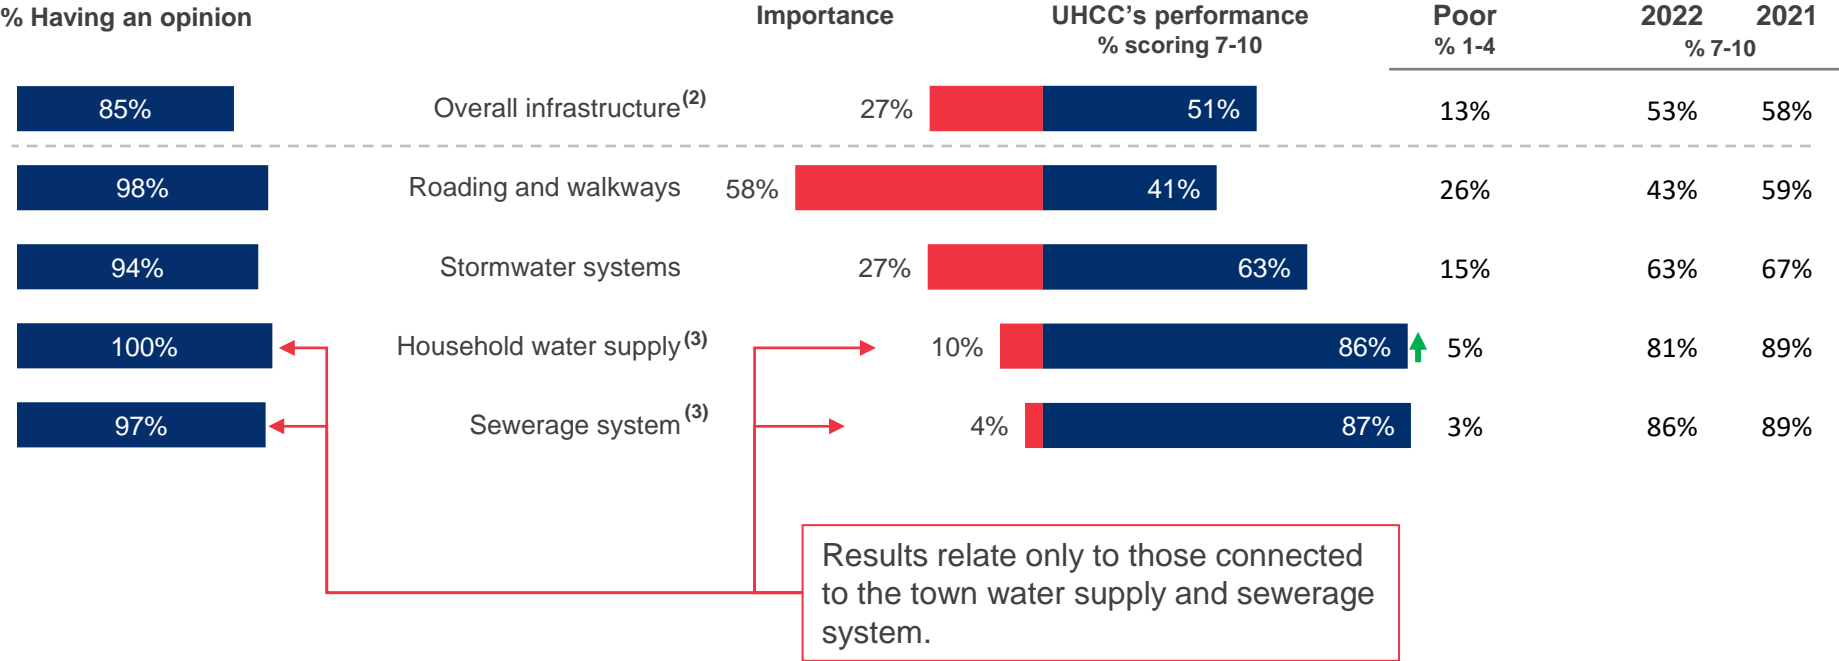 % Having an opinion Importance UHCC's performance Poor 2022 2021
% scoring 7-10 % 1-4 % 7-10
85% Overall infrastructure(2) 27% 51% 13% 53% 58%
98% Roading and walkways 58% 41% 26% 43% 59%
94% Stormwater systems 27% 63% 15% 63% 67%
100% Household water supply(3) 10% 86% 5% 81% 89%
97% Sewerage system(3) 4% 87% 3% 86% 89%
Results relate only to those connected
to the town water supply and sewerage
system.